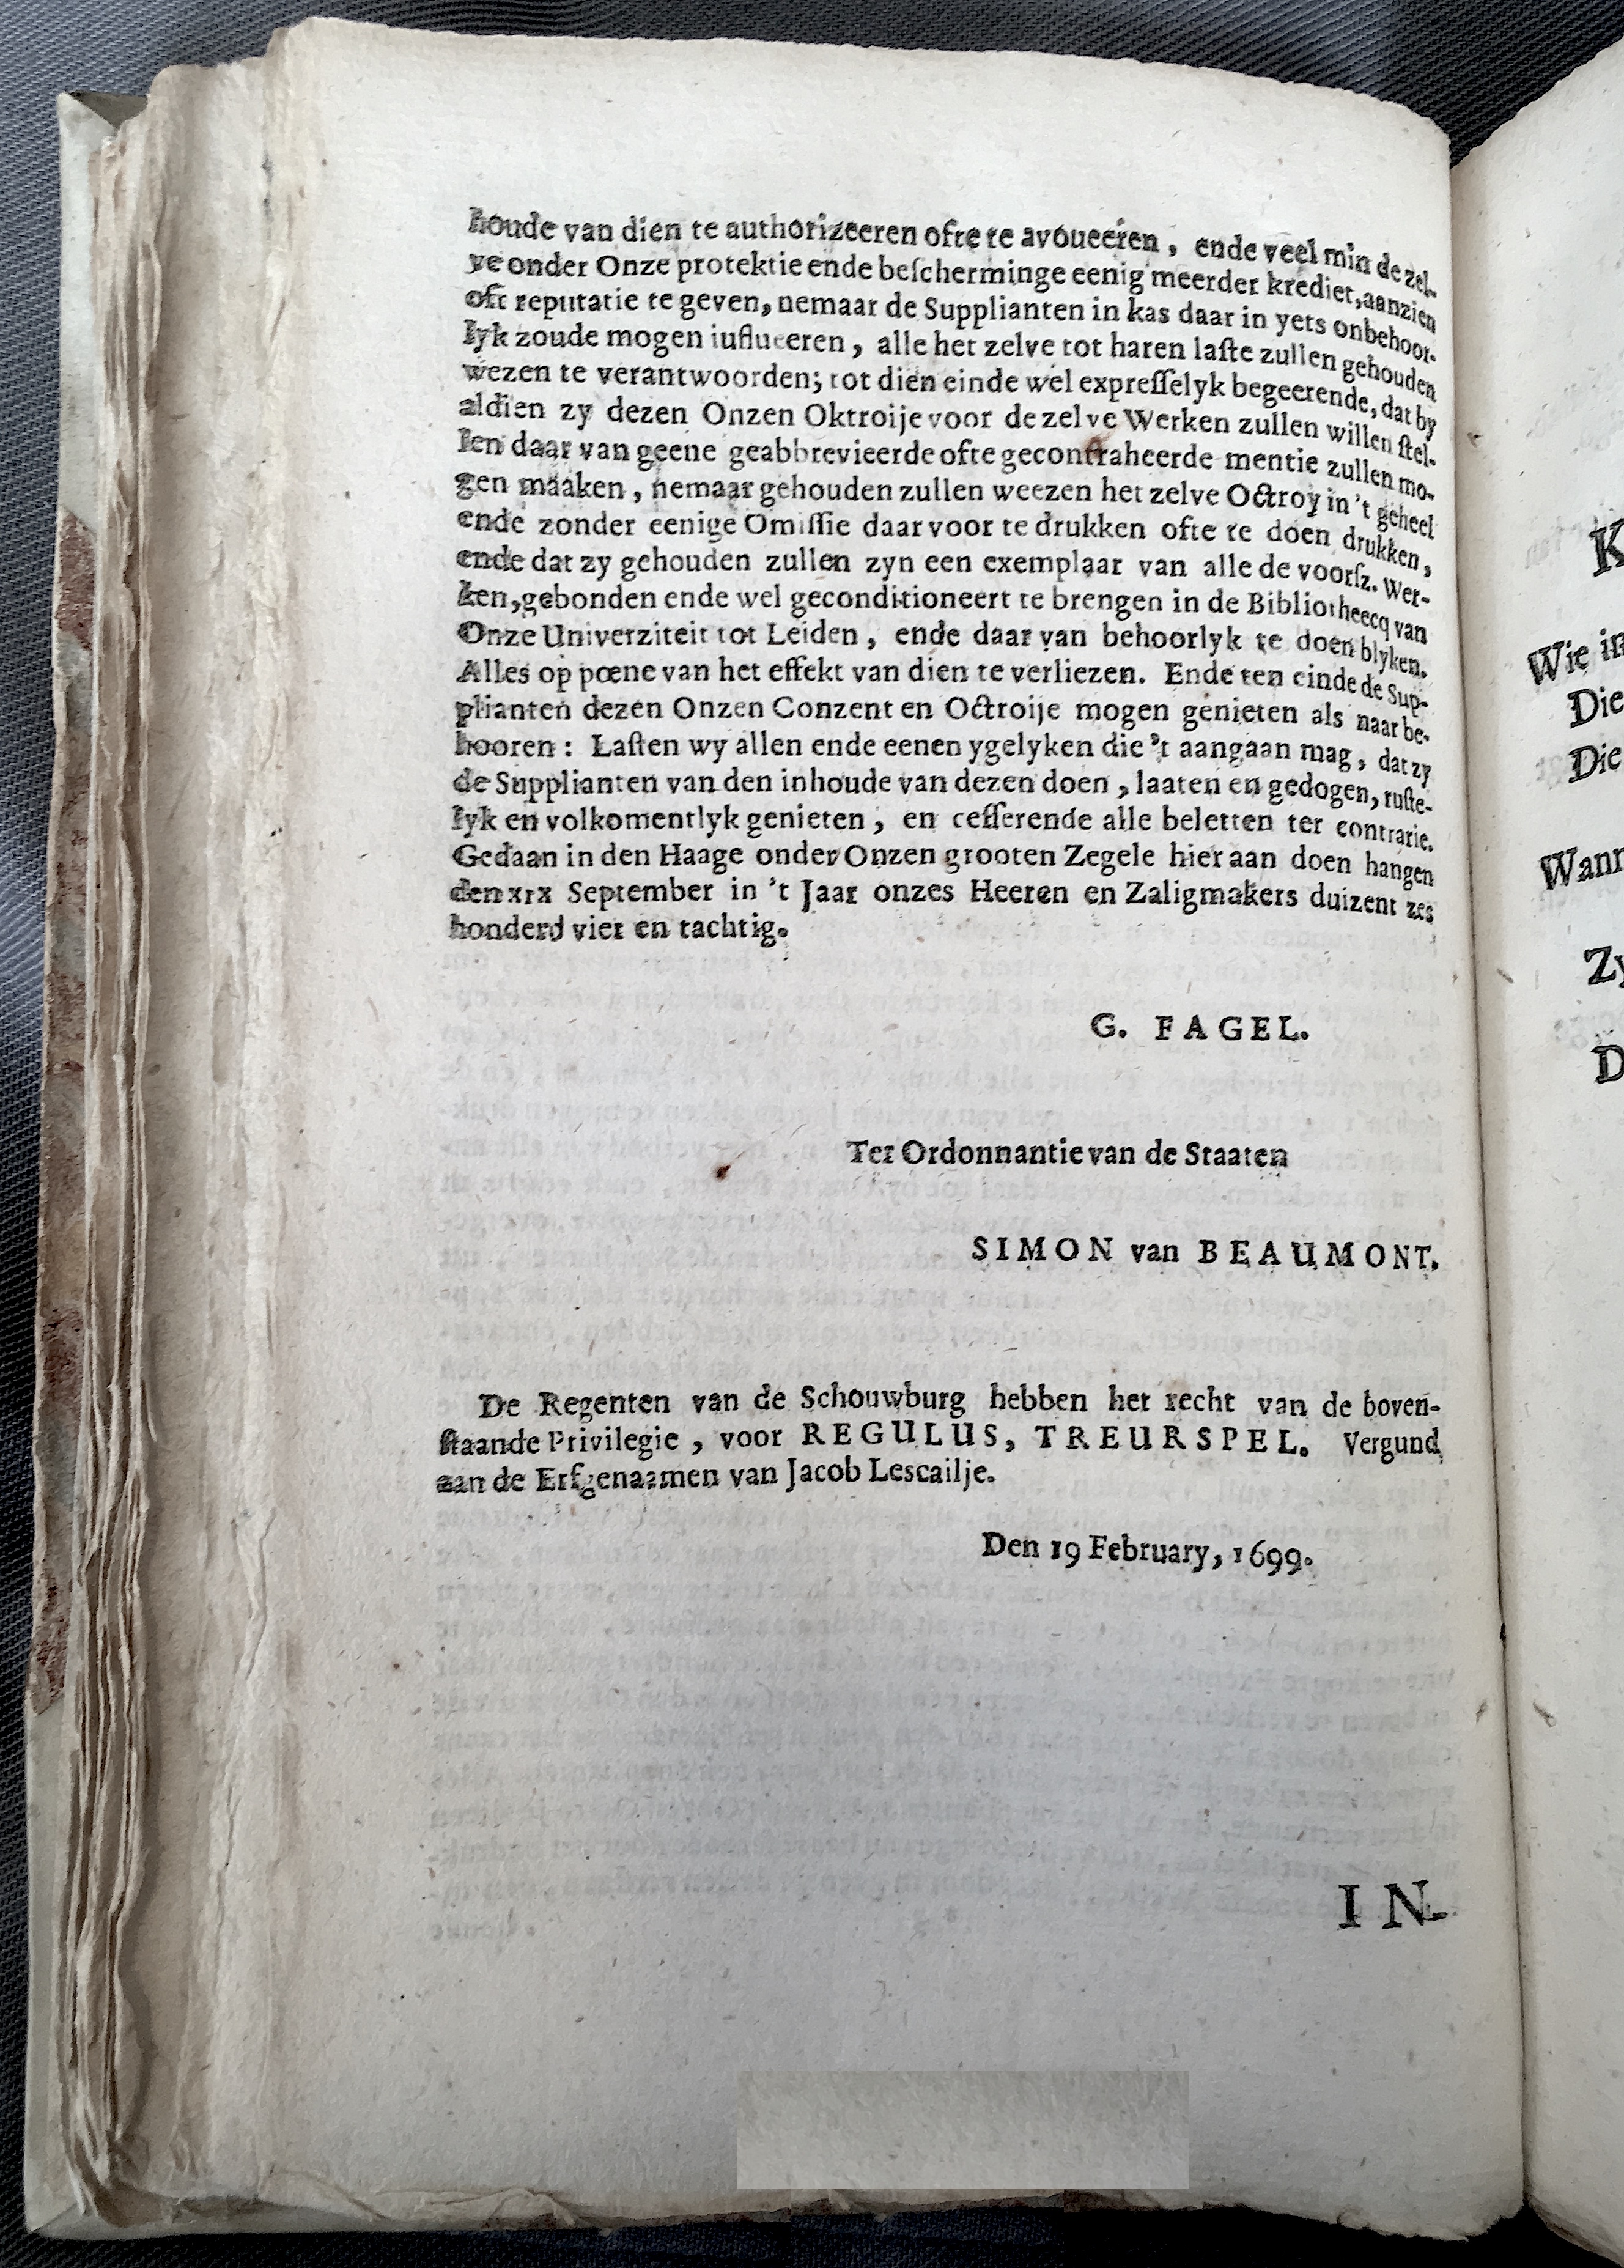 houde van dien te authorizeeren ofte te avoueeren, ende veel min de zel-
ve onder Onze protektie ende beſcherminge eenig meerder krediet, aanzien
oft reputatie te geven, nemaar de Supplianten in kas daar in yets onbehoor-
lyk zoude mogen iuflueeren, alle het zelve tot haren laſte zullen gehouden
wezen te verantwoorden; tot dien einde wel expreſſelyk begeerende, dat by
aldien zy dezen Onzen Oktroije voor de zelve Werken zullen willen ſtel-
len daar van geene geabbrevieerde ofte gecontraheerde mentie zullen mo-
gen maaken, nemaar gehouden zullen weezen het zelve Octroy in 't geheel
ende zonder eenige Omiſſie daar voor te drukken ofte te doen drukken,
ende dat zy gehouden zullen zyn een exemplaar van alle de voorſz. Wer-
ken, gebonden ende wel geconditioneert te brengen in de Bibliotheecq van
Onze Univerziteit tot Leiden, ende daar van behoorlyk te doen blyken.
Alles op pœne van het effekt van dien te verliezen. Ende ten einde de Sup-
plianten dezen Onzen Conzent en Octroije mogen genieten als naar be-
hooren: Laſten wy allen ende eenen ygelyken die 't aangaan mag, dat zy
de Supplianten van den inhoude van dezen doen, laaten en gedogen, ruſte-
lyk en volkomentlyk genieten, en ceſſerende alle beletten ter contrarie.
Gedaan in den Haage onder Onzen grooten Zegele hier aan doen hangen
den xɪx September in 't Jaar onzes Heeren en Zaligmakers duizent zes
honderd vier en tachtig.
G. FAGEL.
Ter Ordonnantie van de Staaten
SIMON van BEAUMONT.
De Regenten van de Schouwburg hebben het recht van de boven-
ſtaande Privilegie, voor REGULUS, TREURSPEL. Vergund
aan de Erfgenaamen van Jacob Lescailje.
Den 19 February, 1699.
IN-
K
Wie in
Die
Die
Wann
Zy
D